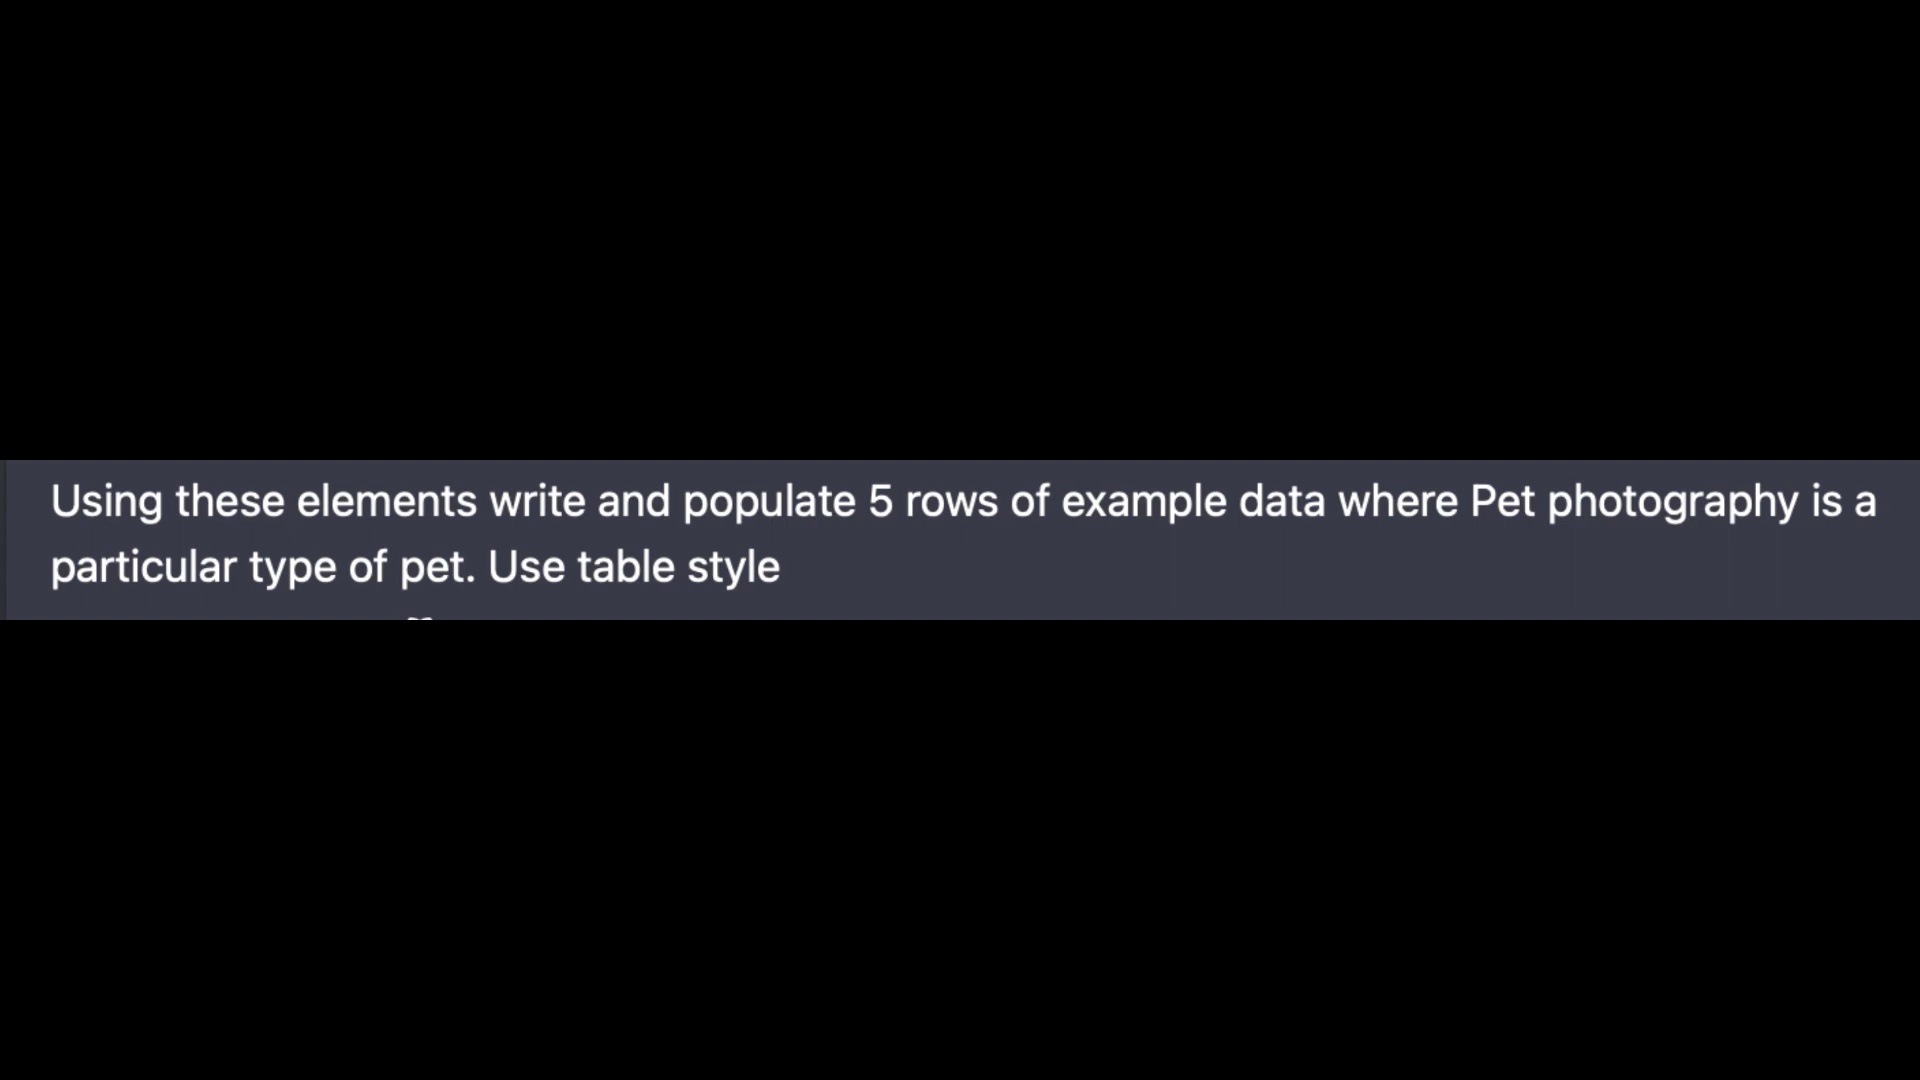 Using these elements write and populate 5 rows of example data where Pet photography is a
particular type of pet. Use table style